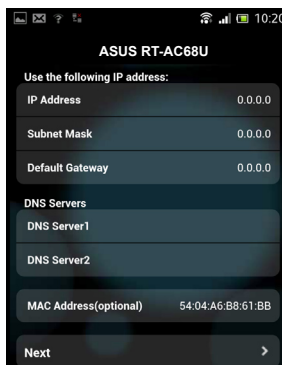 10:20
ASUS RT-AC68U
Use the following IP address:
IP Address 0.0.0.0
Subnet Mask 0.0.0.0
Default Gateway 0.0.0.0
DNS Servers
DNS Server1
DNS Server2
MAC Address(optional) 54:04:A6:B8:61:BB
Next